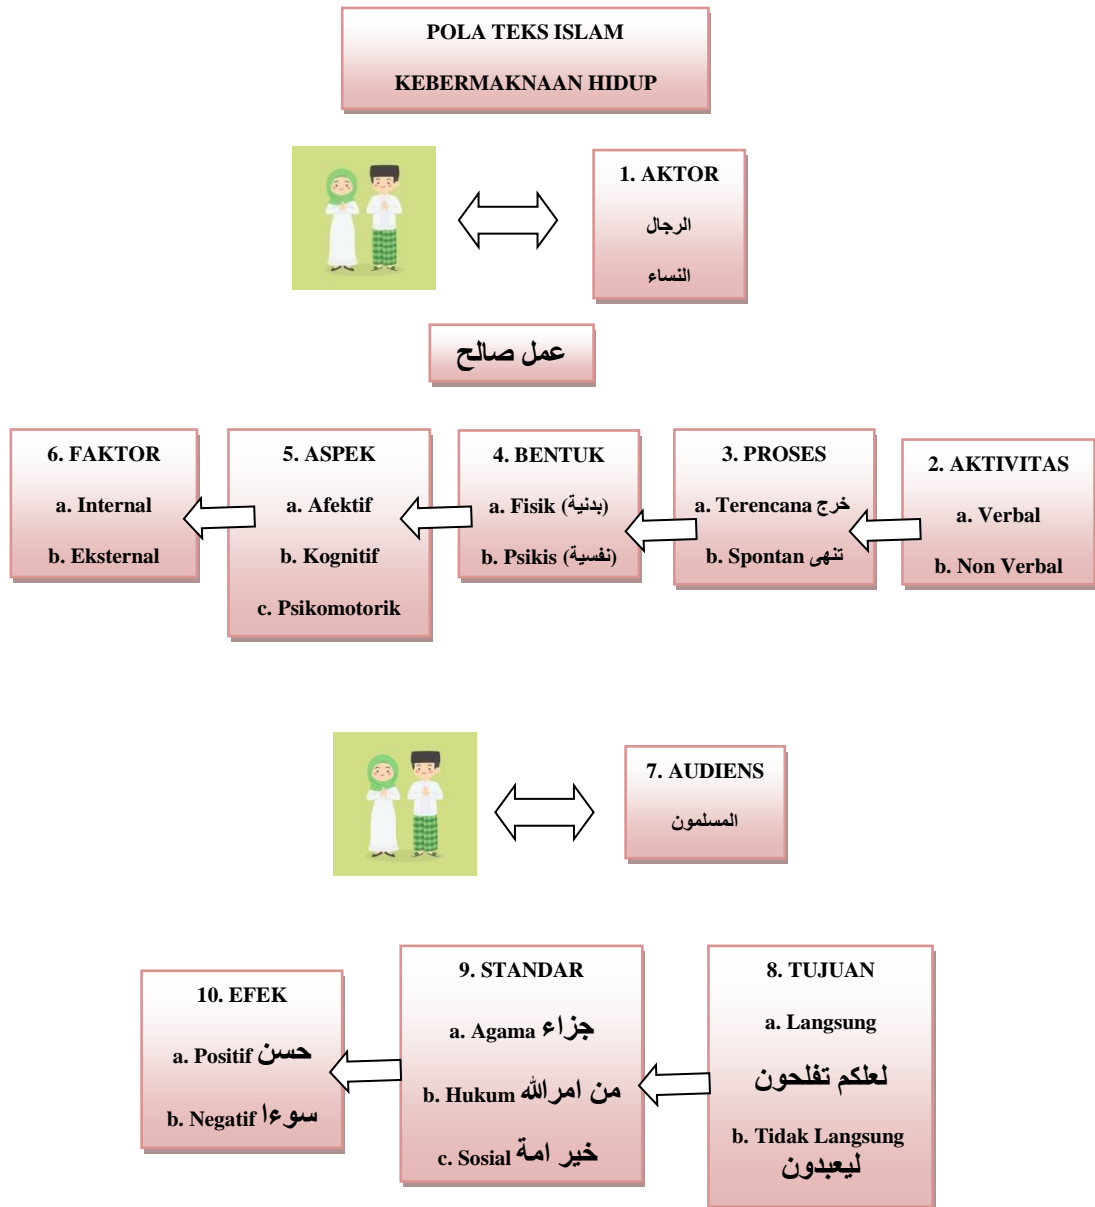 POLA TEKS ISLAM
KEBERMAKNAAN HIDUP
1. AKTOR
الرجال
النساء
عمل صالح
2. AKTIVITAS
a. Verbal
b. Non Verbal
3. PROSES
a. Terencana خرج
b. Spontan تنهى
4. BENTUK
a. Fisik (بدنية)
b. Psikis (نفسية)
5. ASPEK
a. Afektif
b. Kognitif
c. Psikomotorik
6. FAKTOR
a. Internal
b. Eksternal
7. AUDIENS
المسلمون
8. TUJUAN
a. Langsung
لعلكم تفلحون
b. Tidak Langsung
ليعبدون
9. STANDAR
a. Agama جزاء
b. Hukum من امر الله
c. Sosial خير امة
10. EFEK
a. Positif حسن
b. Negatif سوءا